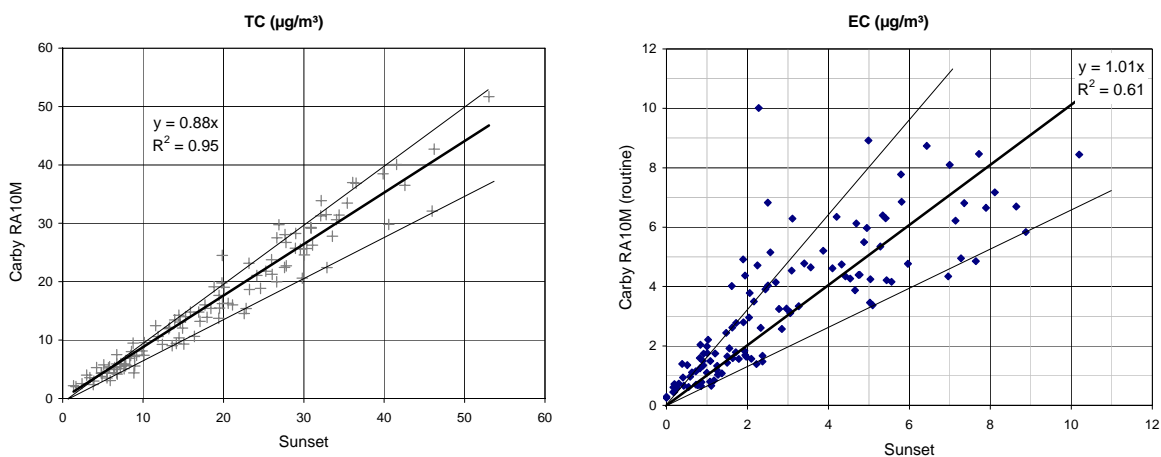 TC (µg/m³)
60
50
40
30
20
10
0
0 10 20 30 40 50 60
Carby RA10M
Sunset
y = 0.88x
R² = 0.95
EC (µg/m³)
12
10
8
6
4
2
0
0 2 4 6 8 10 12
Carby RA10M (routine)
Sunset
y = 1.01x
R² = 0.61